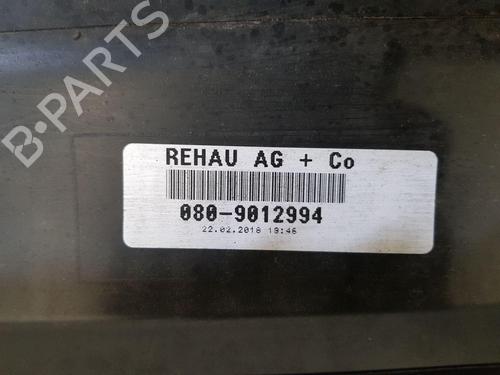 B-PARTS
REHAU AG + Co
080-9012994
22.02.2018 19:46